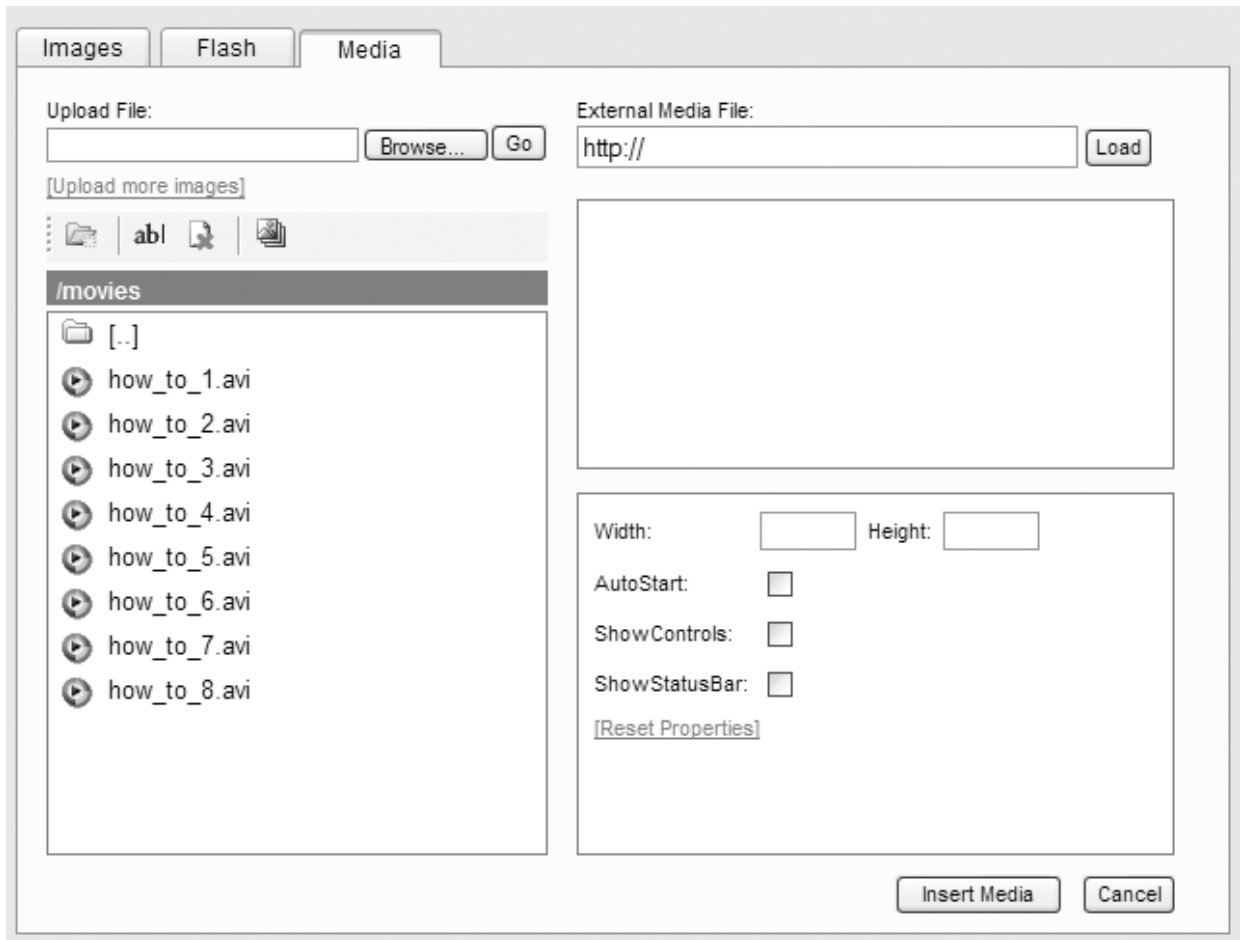 Images
Flash
Media
Upload File:
Browse...
Go
[Upload more images]
abl
/movies
[..]
how_to_1.avi
how_to_2.avi
how_to_3.avi
how_to_4.avi
how_to_5.avi
how_to_6.avi
how_to_7.avi
how_to_8.avi
External Media File:
http://
Load
Width:
Height:
AutoStart:
ShowControls:
ShowStatusBar:
[Reset Properties]
Insert Media
Cancel